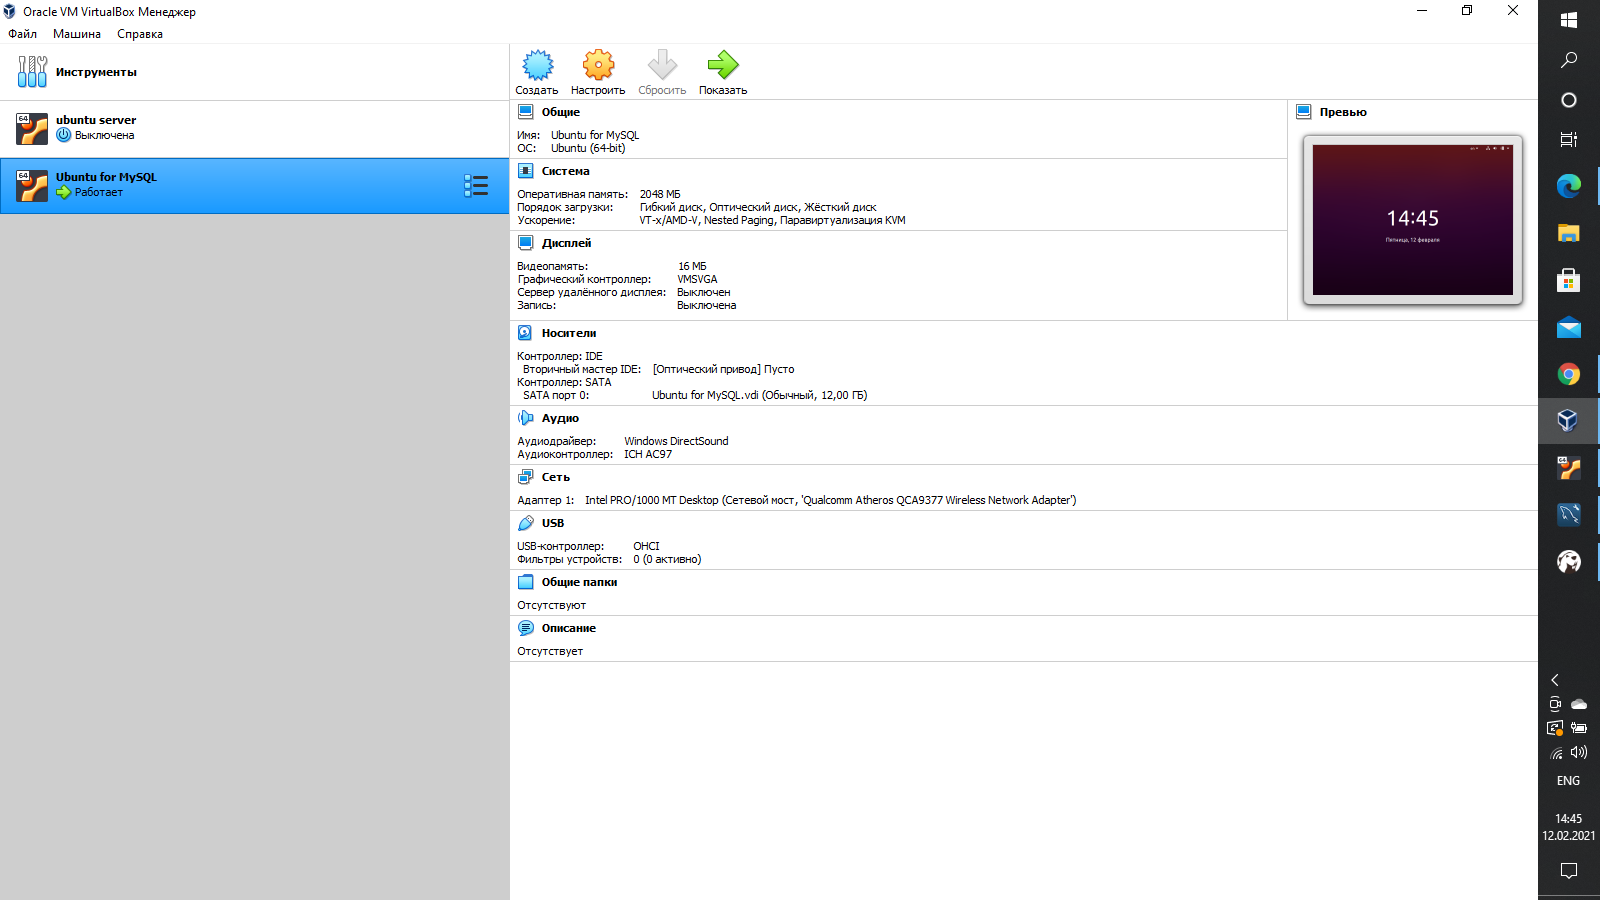 Oracle VM VirtualBox Менеджер
Файл Машина Справка
Инструменты
64
ubuntu server
Выключена
64
Ubuntu for MySQL
Работает
Создать Настроить Сбросить Показать
Общие
Имя: Ubuntu for MySQL
ОС: Ubuntu (64-bit)
Система
Оперативная память: 2048 МБ
Порядок загрузки: Гибкий диск, Оптический диск, Жёсткий диск
Ускорение: VT-x/AMD-V, Nested Paging, Паравиртуализация KVM
Дисплей
Видеопамять: 16 МБ
Графический контроллер: VMSVGA
Сервер удалённого дисплея: Выключен
Запись: Выключена
Превью
14:45
Пятница, 12 февраля
Носители
Контроллер: IDE
Вторичный мастер IDE: [Оптический привод] Пусто
Контроллер: SATA
SATA порт 0: Ubuntu for MySQL.vdi (Обычный, 12,00 ГБ)
Аудио
Аудиодрайвер: Windows DirectSound
Аудиоконтроллер: ICH AC97
Сеть
Адаптер 1: Intel PRO/1000 MT Desktop (Сетевой мост, 'Qualcomm Atheros QCA9377 Wireless Network Adapter')
USB
USB-контроллер: OHCI
Фильтры устройств: 0 (0 активно)
Общие папки
Отсутствуют
Описание
Отсутствует
64
ENG
14:45
12.02.2021